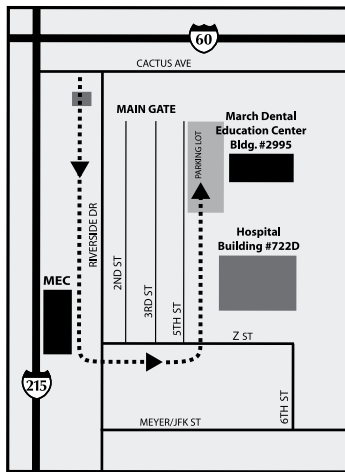 60
CACTUS AVE
MAIN GATE
March Dental
Education Center
Bldg. #2995
PARKING LOT
RIVERSIDE DR
2ND ST
3RD ST
5TH ST
Hospital
Building #722D
MEC
Z ST
215
6TH ST
MEYER/JFK ST